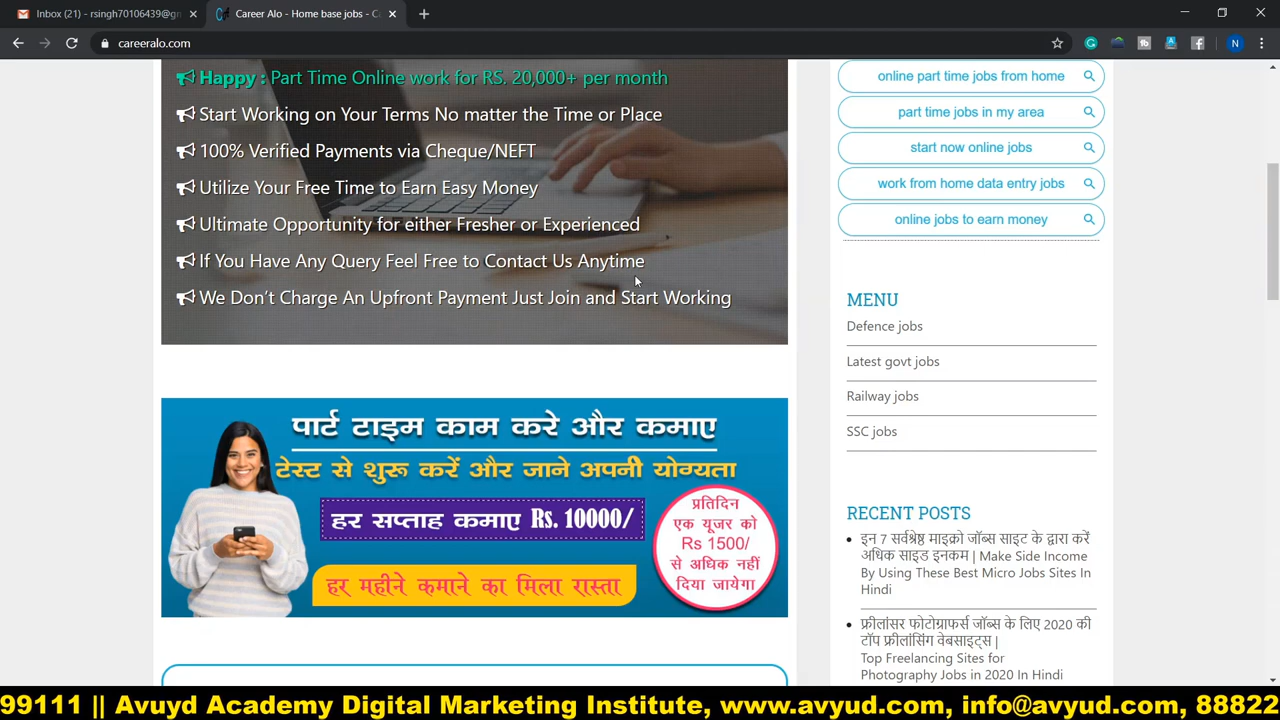 Inbox (21) - rsingh70106439@gm
Career Alo - Home base jobs - Ca
careeralo.com
N
Happy : Part Time Online work for RS. 20,000+ per month
Start Working on Your Terms No matter the Time or Place
100% Verified Payments via Cheque/NEFT
Utilize Your Free Time to Earn Easy Money
Ultimate Opportunity for either Fresher or Experienced
If You Have Any Query Feel Free to Contact Us Anytime
We Don’t Charge An Upfront Payment Just Join and Start Working
पार्ट टाइम काम करे और कमाए
टेस्ट से शुरू करें और जाने अपनी योग्यता
हर सप्ताह कमाए Rs. 10000/
हर महीने कमाने का मिला रास्ता
प्रतिदिन
एक यूजर को
Rs 1500/
से अधिक नहीं
दिया जायेगा
online part time jobs from home
part time jobs in my area
start now online jobs
work from home data entry jobs
online jobs to earn money
MENU
Defence jobs
Latest govt jobs
Railway jobs
SSC jobs
RECENT POSTS
इन 7 सर्वश्रेष्ठ माइक्रो जॉब्स साइट के द्वारा करें
अधिक साइड इनकम | Make Side Income
By Using These Best Micro Jobs Sites In
Hindi
फ्रीलांसर फोटोग्राफर्स जॉब्स के लिए 2020 की
टॉप फ्रीलांसिंग वेबसाइट्स |
Top Freelancing Sites for
Photography Jobs in 2020 In Hindi
99111 || Avuyd Academy Digital Marketing Institute, www.avyud.com, info@avyud.com, 88822